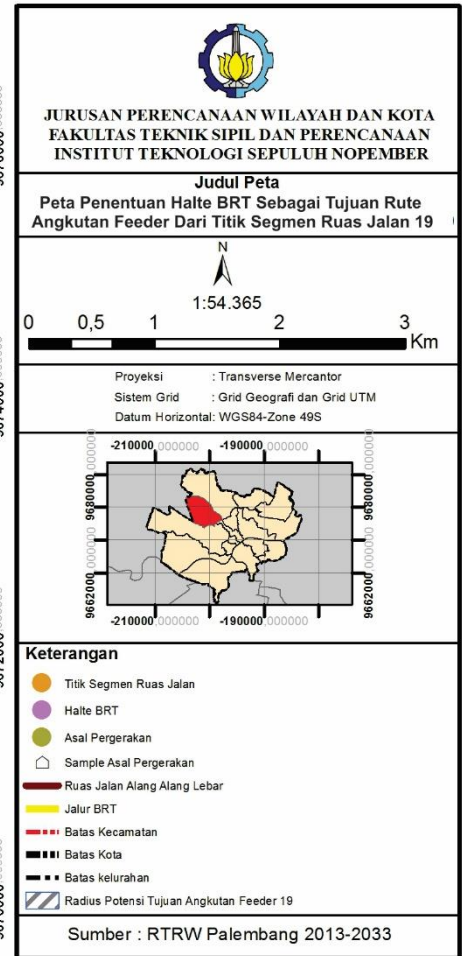 JURUSAN PERENCANAAN WILAYAH DAN KOTA
FAKULTAS TEKNIK SIPIL DAN PERENCANAAN
INSTITUT TEKNOLOGI SEPULUH NOPEMBER
Judul Peta
Peta Penentuan Halte BRT Sebagai Tujuan Rute
Angkutan Feeder Dari Titik Segmen Ruas Jalan 19
N
1:54.365
0 0,5 1 2 3
Km
Proyeksi : Transverse Mercantor
Sistem Grid : Grid Geografi dan Grid UTM
Datum Horizontal: WGS84-Zone 49S
-210000,000000 -190000,000000
9680000,000000 9680000,000000
9662000,000000 9662000,000000
-210000,000000 -190000,000000
Keterangan
Titik Segmen Ruas Jalan
Halte BRT
Asal Pergerakan
Sample Asal Pergerakan
Ruas Jalan Alang Alang Lebar
Jalur BRT
Batas Kecamatan
Batas Kota
Batas kelurahan
Radius Potensi Tujuan Angkutan Feeder 19
Sumber : RTRW Palembang 2013-2033